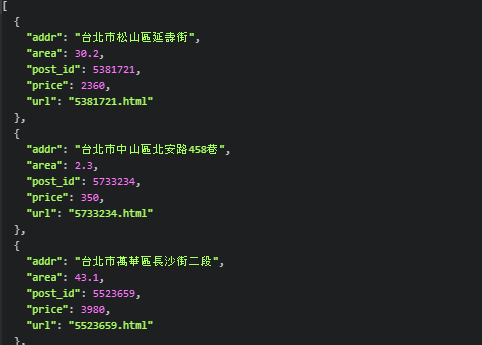 [
  {
    "addr": "台北市松山區延壽街",
    "area": 30.2,
    "post_id": 5381721,
    "price": 2360,
    "url": "5381721.html"
  },
  {
    "addr": "台北市中山區北安路458巷",
    "area": 2.3,
    "post_id": 5733234,
    "price": 350,
    "url": "5733234.html"
  },
  {
    "addr": "台北市萬華區長沙街二段",
    "area": 43.1,
    "post_id": 5523659,
    "price": 3980,
    "url": "5523659.html"
  },